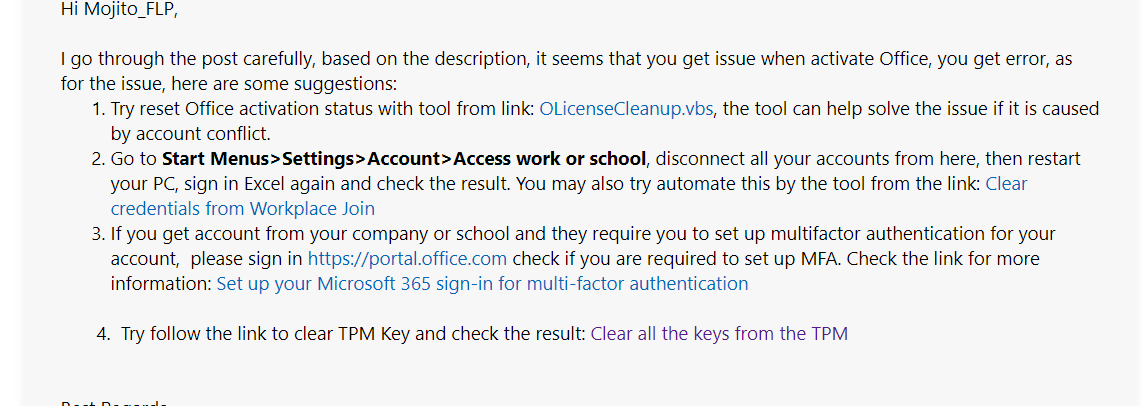 Hi Mojito_FLP,
I go through the post carefully, based on the description, it seems that you get issue when activate Office, you get error, as
for the issue, here are some suggestions:
1. Try reset Office activation status with tool from link: OLicenseCleanup.vbs, the tool can help solve the issue if it is caused
by account conflict.
2. Go to Start Menus>Settings>Account>Access work or school, disconnect all your accounts from here, then restart
your PC, sign in Excel again and check the result. You may also try automate this by the tool from the link: Clear
credentials from Workplace Join
3. If you get account from your company or school and they require you to set up multifactor authentication for your
account,  please sign in https://portal.office.com check if you are required to set up MFA. Check the link for more
information: Set up your Microsoft 365 sign-in for multi-factor authentication
4.  Try follow the link to clear TPM Key and check the result: Clear all the keys from the TPM